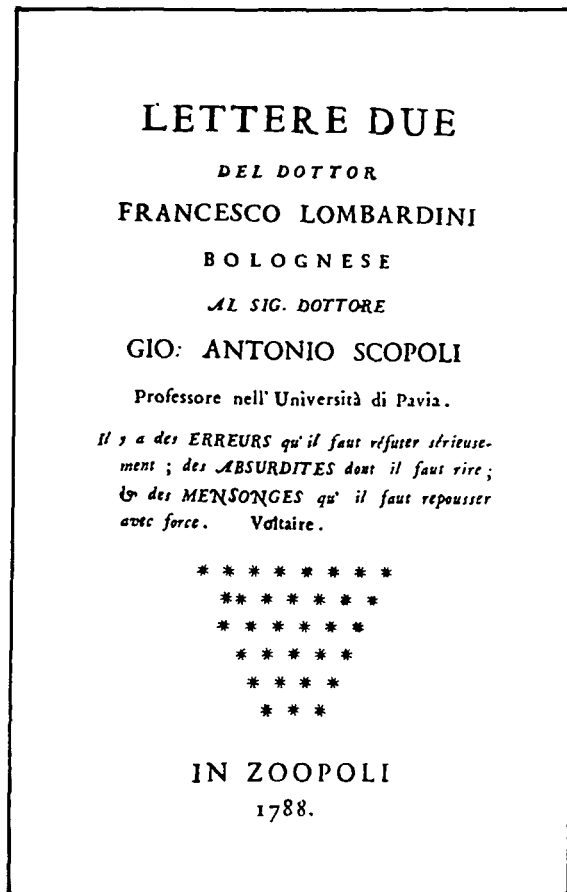 LETTERE DUE
DEL DOTTOR
FRANCESCO LOMBARDINI
BOLOGNESE
AL SIG. DOTTORE
GIO: ANTONIO SCOPOLI
Professore nell' Università di Pavia.
Il y a des ERREURS qu' il faut réfuter sérieuse-
ment ; des ABSURDITES dont il faut rire ;
& des MENSONGES qu' il faut repousser
avec force. Voltaire.
* * * * * * * *
** * * * * *
* * * * * *
* * * * *
* * * *
* * *
IN ZOOPOLI
1788.